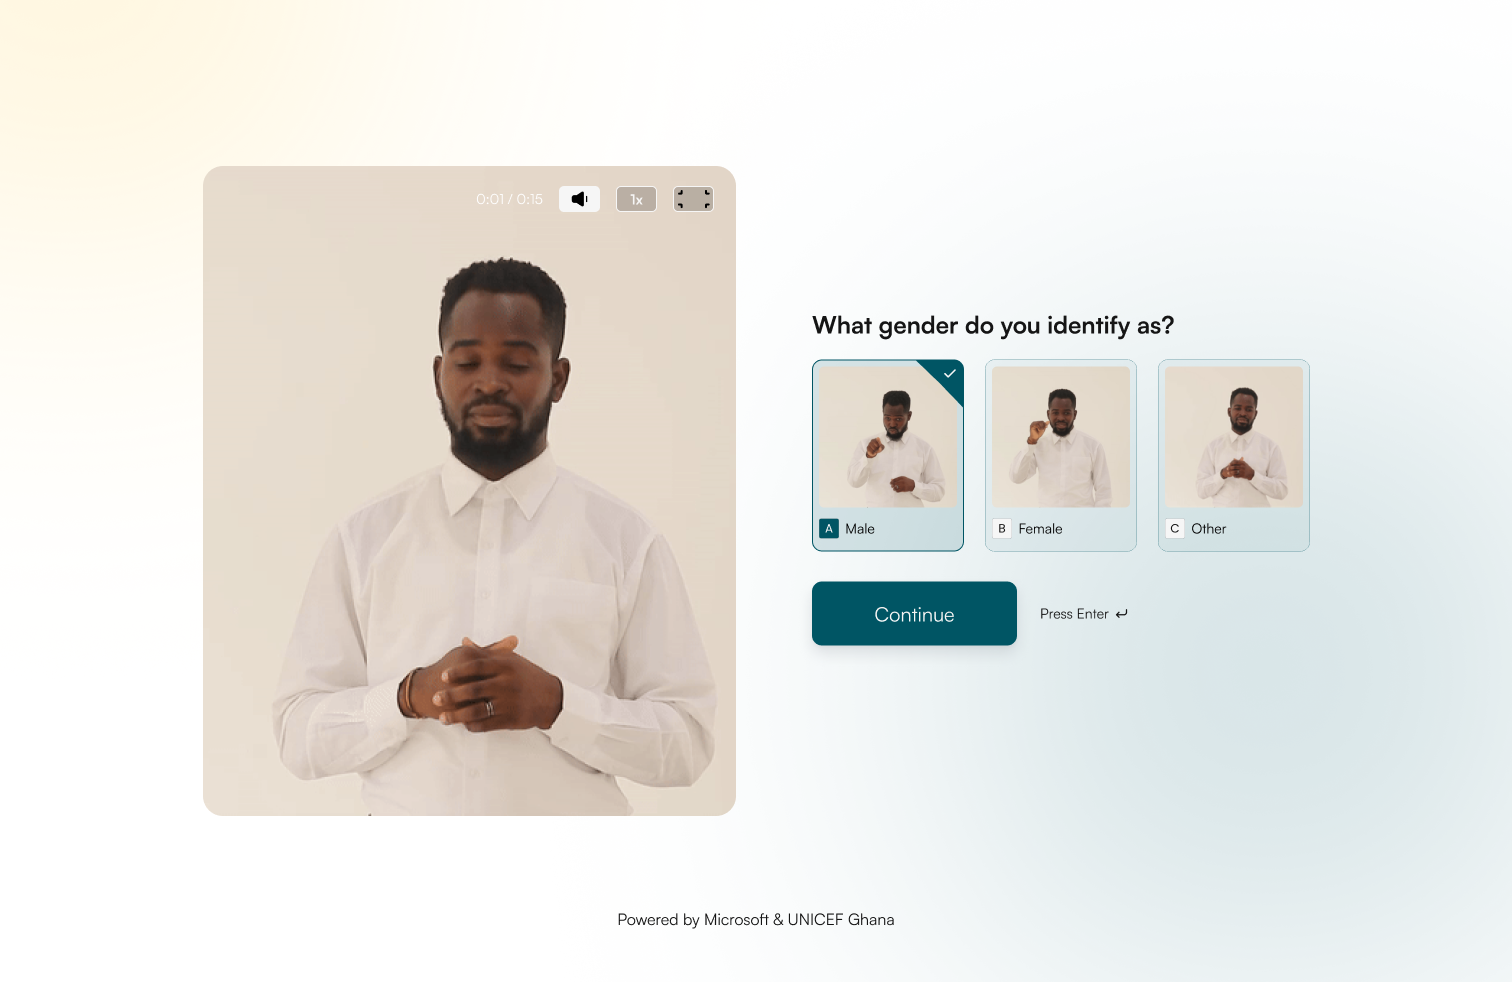 0:01 / 0:15
1x
What gender do you identify as?
A Male
B Female
C Other
Continue
Press Enter
Powered by Microsoft & UNICEF Ghana